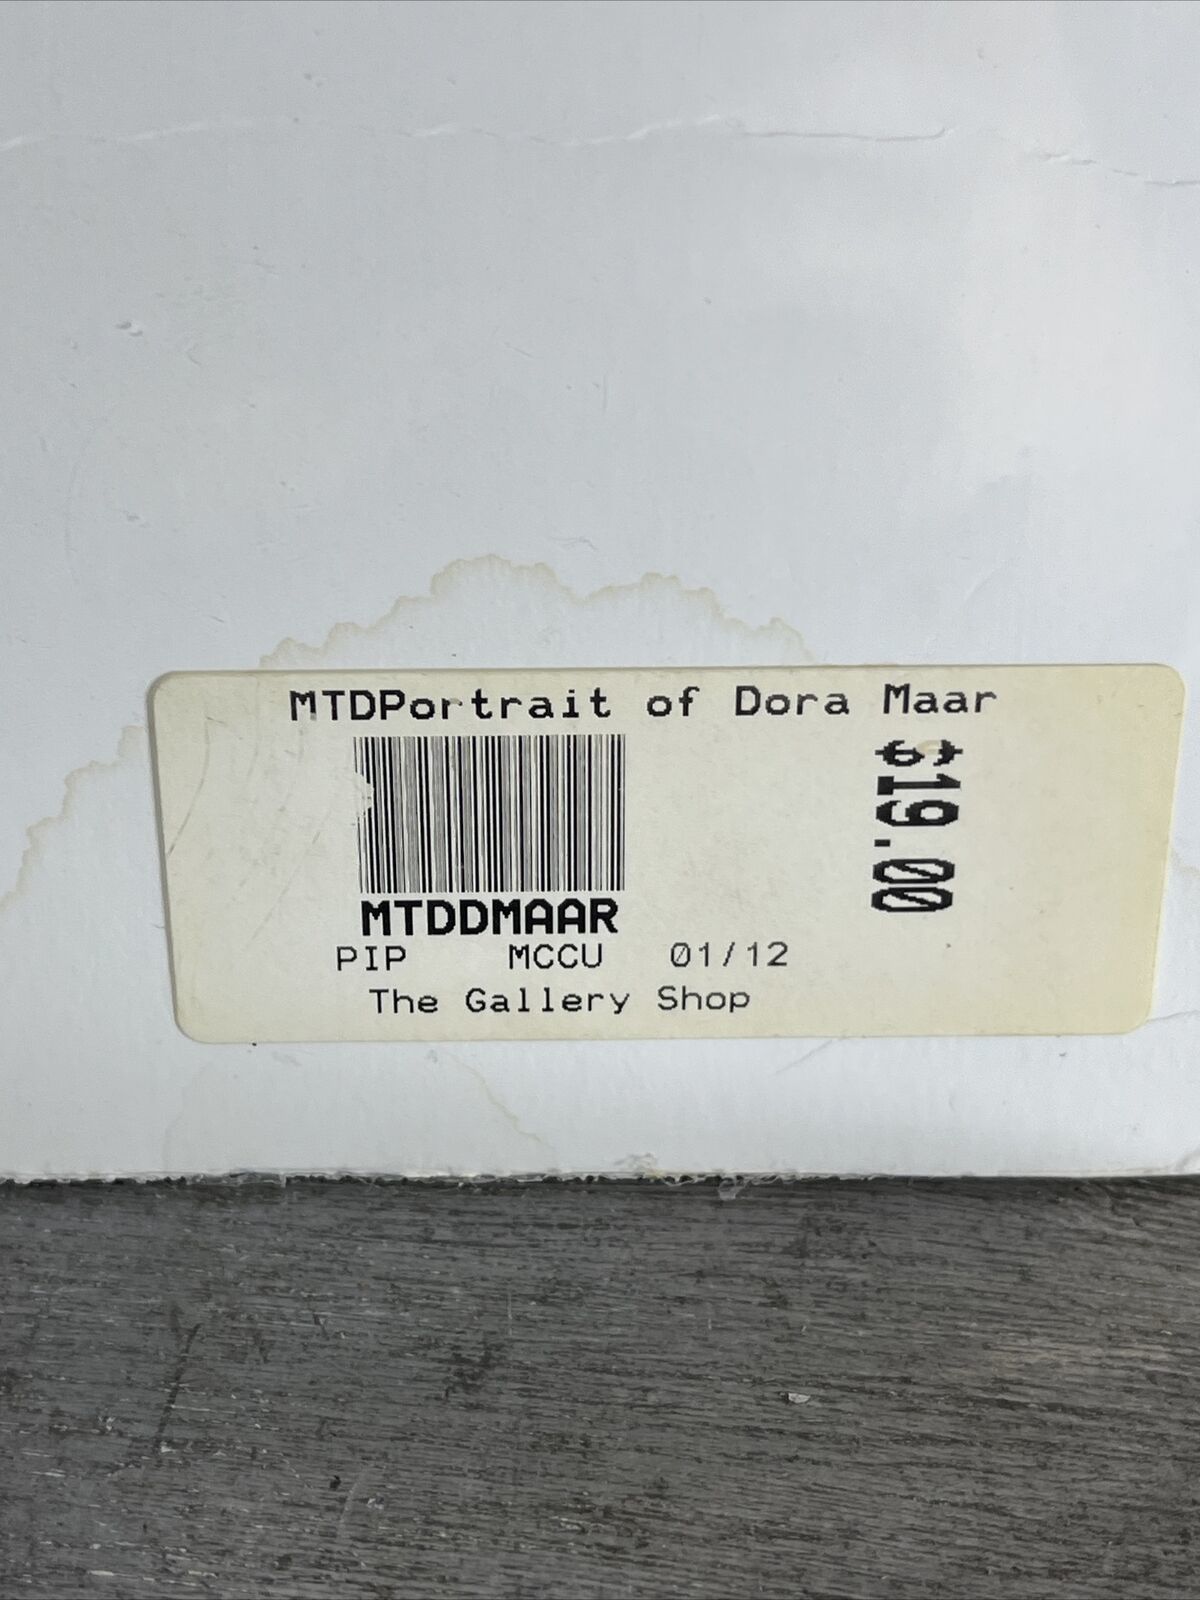 MTDPortrait of Dora Maar
$19.00
MTDDMAAR
PIP MCCU 01/12
The Gallery Shop